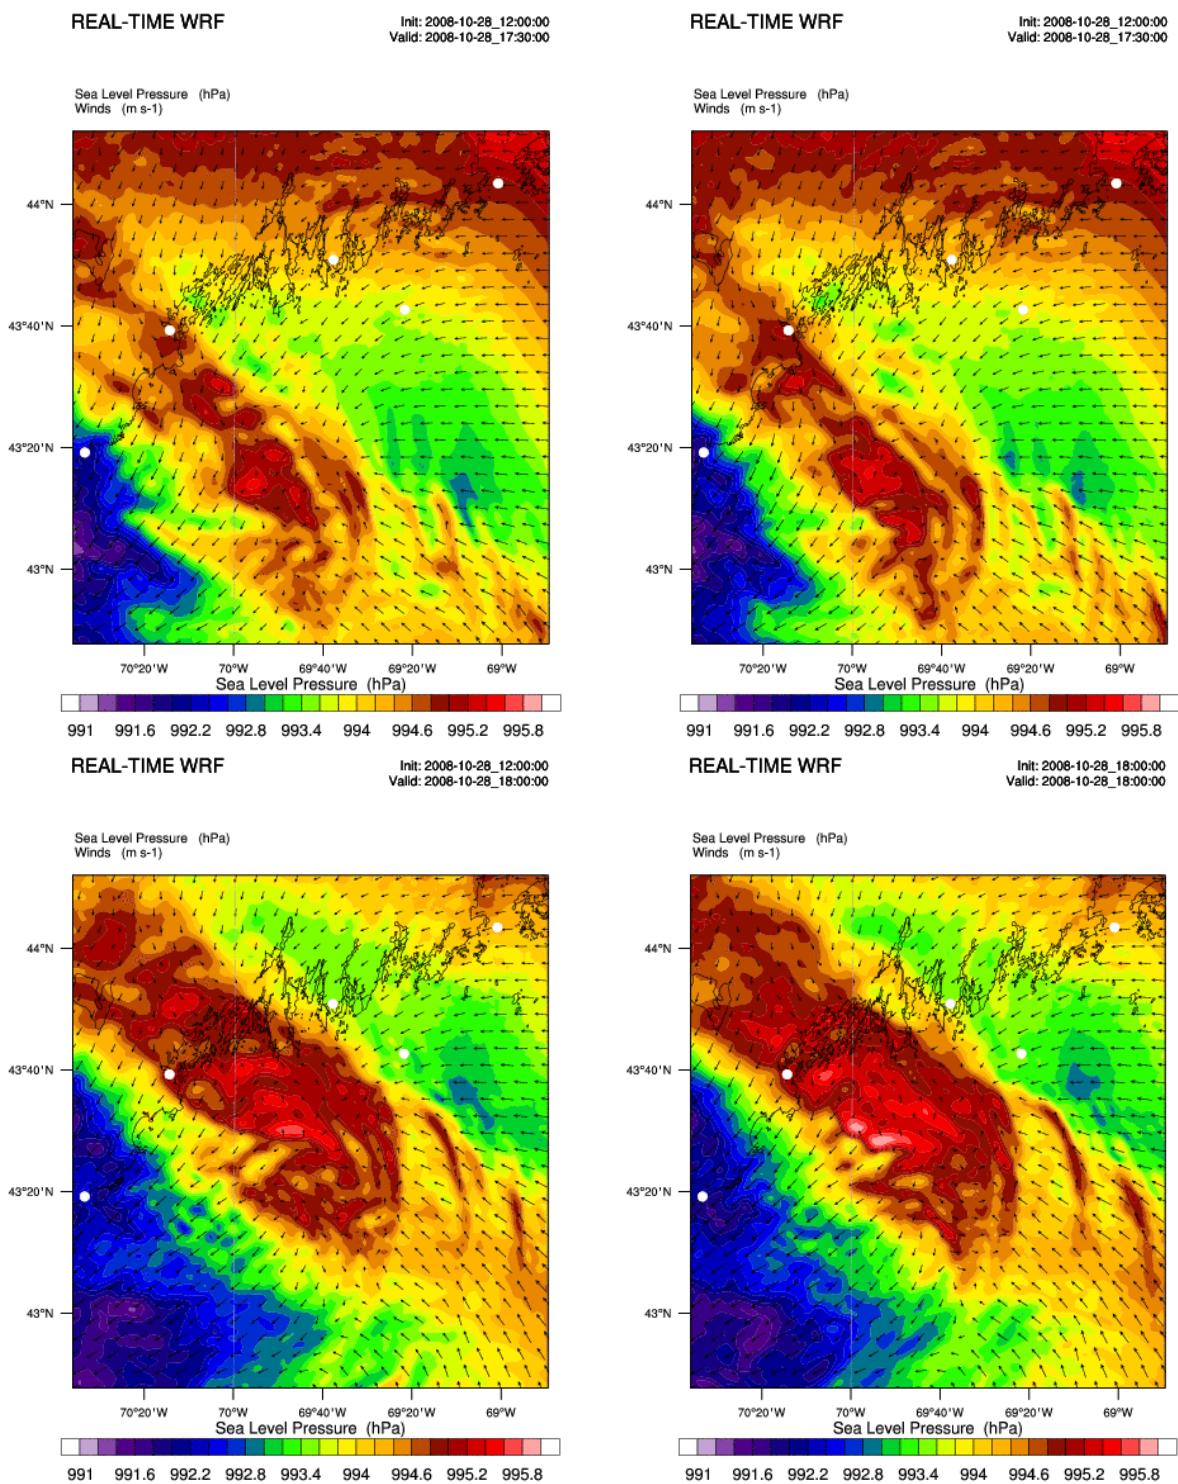 REAL-TIME WRF
Init: 2008-10-28_12:00:00
Valid: 2008-10-28_17:30:00
Sea Level Pressure (hPa)
Winds (m s-1)
44°N
43°40'N
43°20'N
43°N
70°20'W 70°W 69°40'W 69°20'W 69°W
Sea Level Pressure (hPa)
991 991.6 992.2 992.8 993.4 994 994.6 995.2 995.8
REAL-TIME WRF
Init: 2008-10-28_12:00:00
Valid: 2008-10-28_17:30:00
Sea Level Pressure (hPa)
Winds (m s-1)
44°N
43°40'N
43°20'N
43°N
70°20'W 70°W 69°40'W 69°20'W 69°W
Sea Level Pressure (hPa)
991 991.6 992.2 992.8 993.4 994 994.6 995.2 995.8
REAL-TIME WRF
Init: 2008-10-28_12:00:00
Valid: 2008-10-28_18:00:00
Sea Level Pressure (hPa)
Winds (m s-1)
44°N
43°40'N
43°20'N
43°N
70°20'W 70°W 69°40'W 69°20'W 69°W
Sea Level Pressure (hPa)
991 991.6 992.2 992.8 993.4 994 994.6 995.2 995.8
REAL-TIME WRF
Init: 2008-10-28_18:00:00
Valid: 2008-10-28_18:00:00
Sea Level Pressure (hPa)
Winds (m s-1)
44°N
43°40'N
43°20'N
43°N
70°20'W 70°W 69°40'W 69°20'W 69°W
Sea Level Pressure (hPa)
991 991.6 992.2 992.8 993.4 994 994.6 995.2 995.8